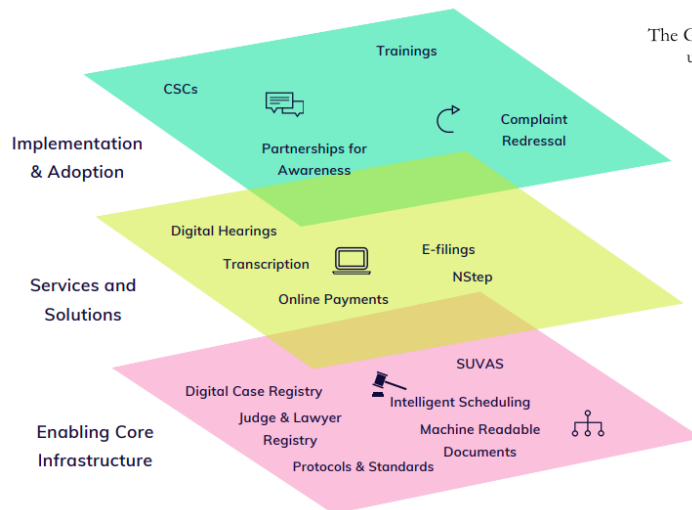 The C
u
Trainings
CSCs
Complaint
Redressal
Partnerships for
Awareness
Implementation
& Adoption
Digital Hearings
E-filings
Transcription
NStep
Online Payments
Services and
Solutions
SUVAS
Digital Case Registry
Intelligent Scheduling
Judge & Lawyer
Registry
Machine Readable
Documents
Protocols & Standards
Enabling Core
Infrastructure